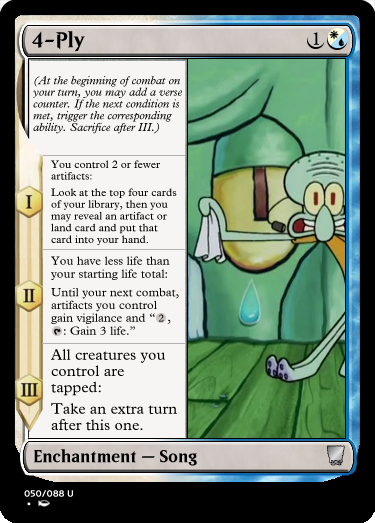 4-Ply 1
(At the beginning of combat on
your turn, you may add a verse
counter. If the next condition is
met, trigger the corresponding
ability. Sacrifice after III.)
You control 2 or fewer
artifacts:
I
Look at the top four cards
of your library, then you
may reveal an artifact or
land card and put that
card into your hand.
You have less life than
your starting life total:
II
Until your next combat,
artifacts you control
gain vigilance and “2,
: Gain 3 life.”
All creatures you
control are
tapped:
III
Take an extra turn
after this one.
Enchantment — Song
050/088 U